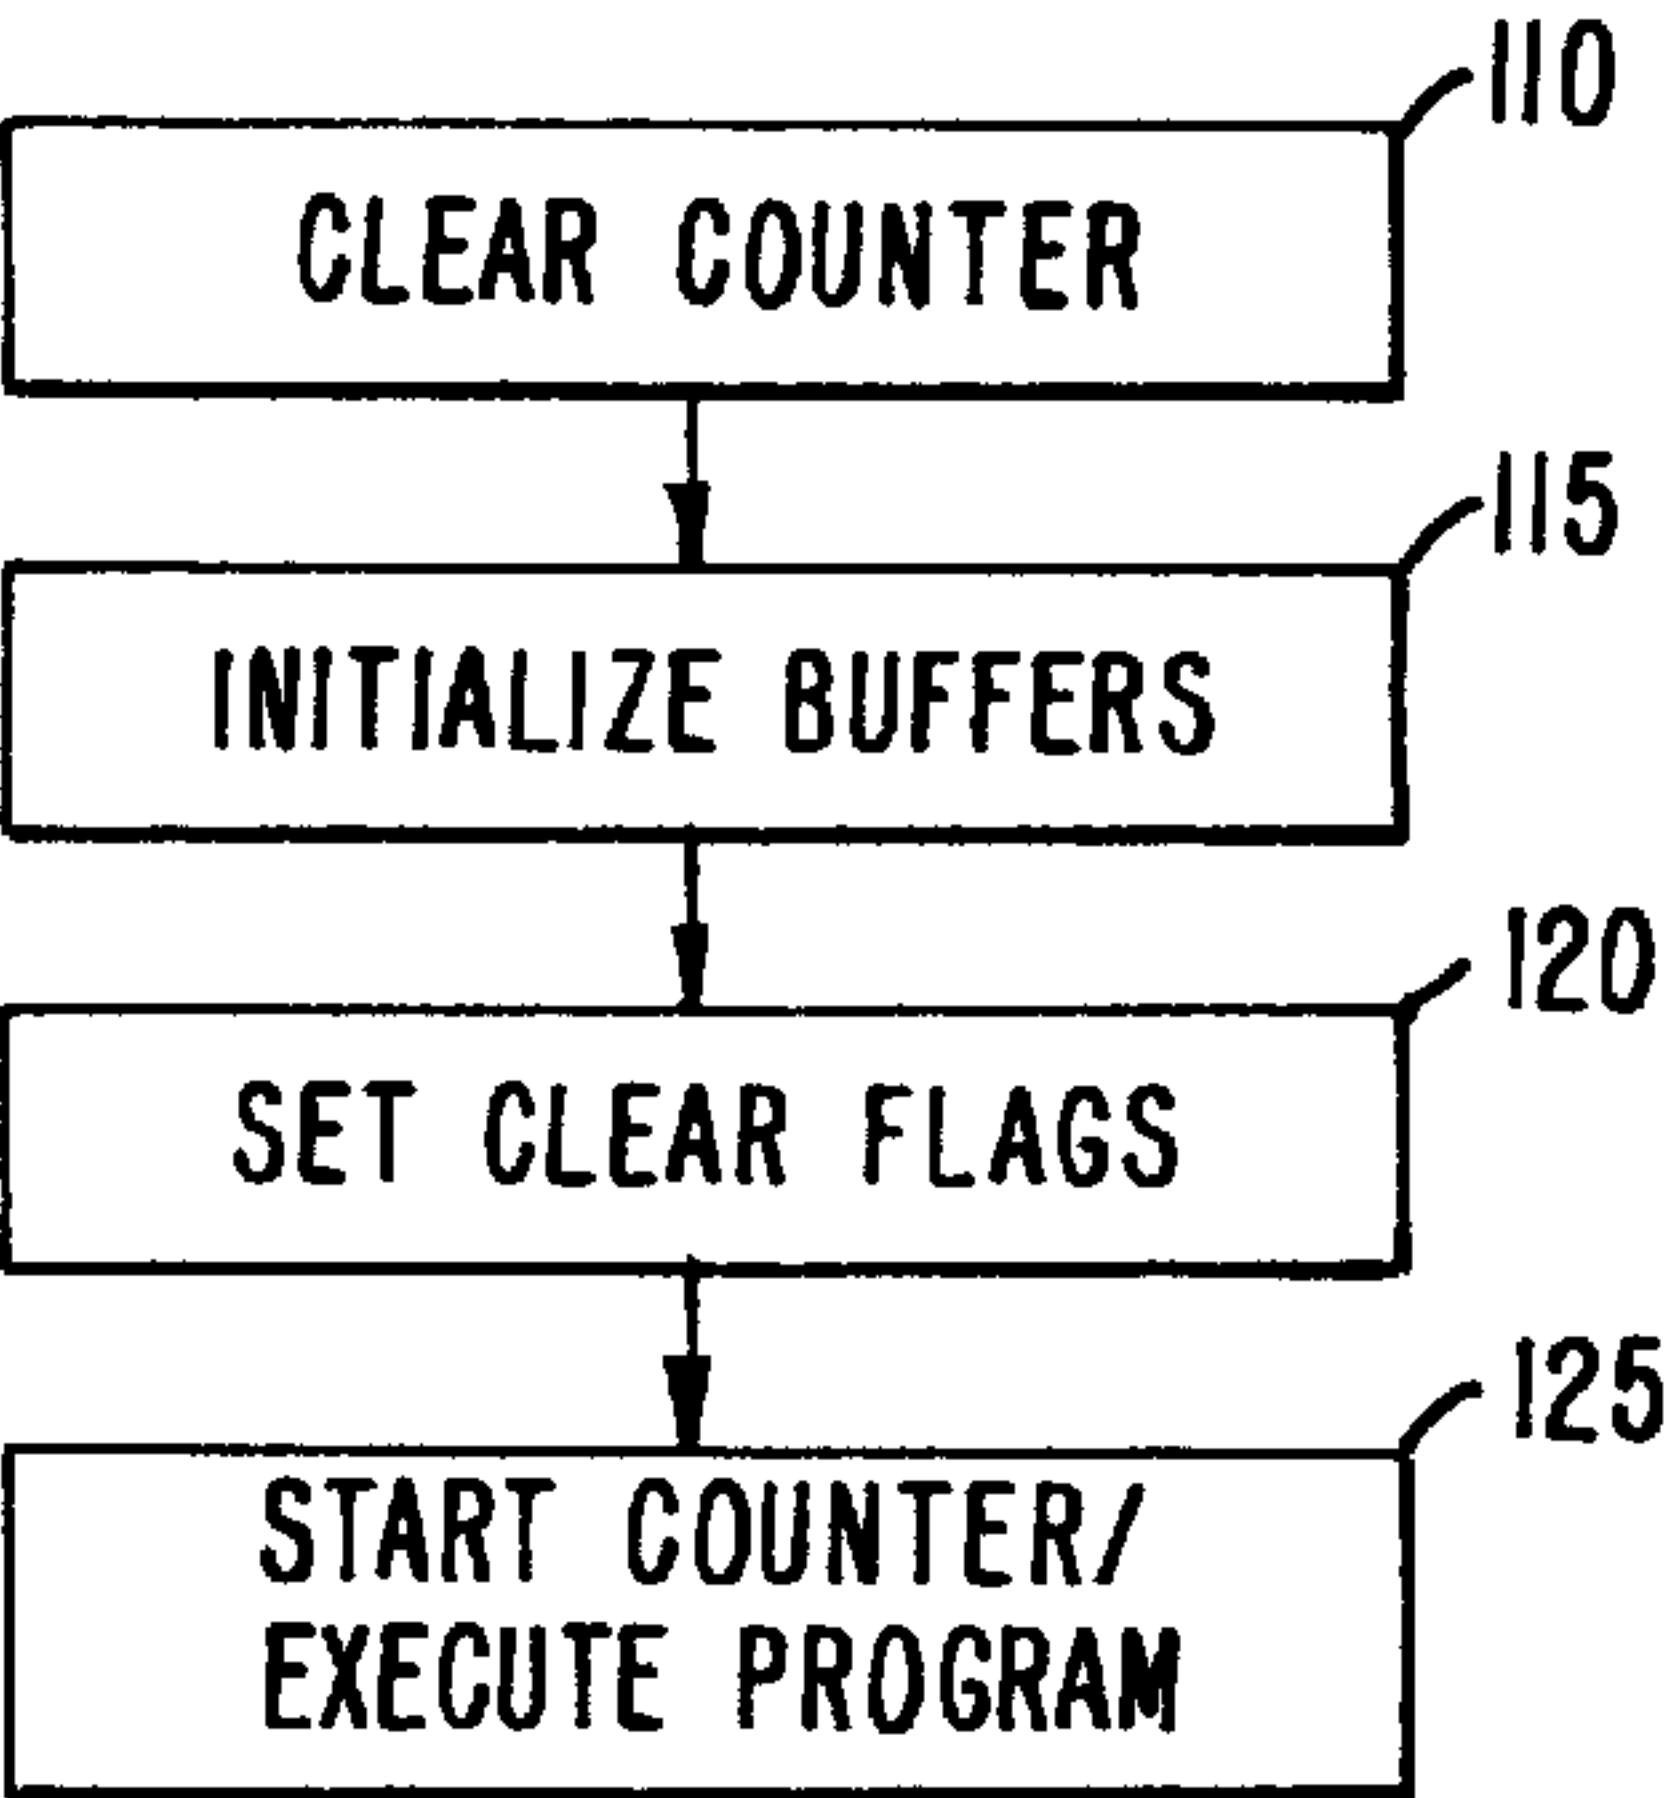 110
CLEAR COUNTER
115
INITIALIZE BUFFERS
120
SET CLEAR FLAGS
125
START COUNTER/
EXECUTE PROGRAM